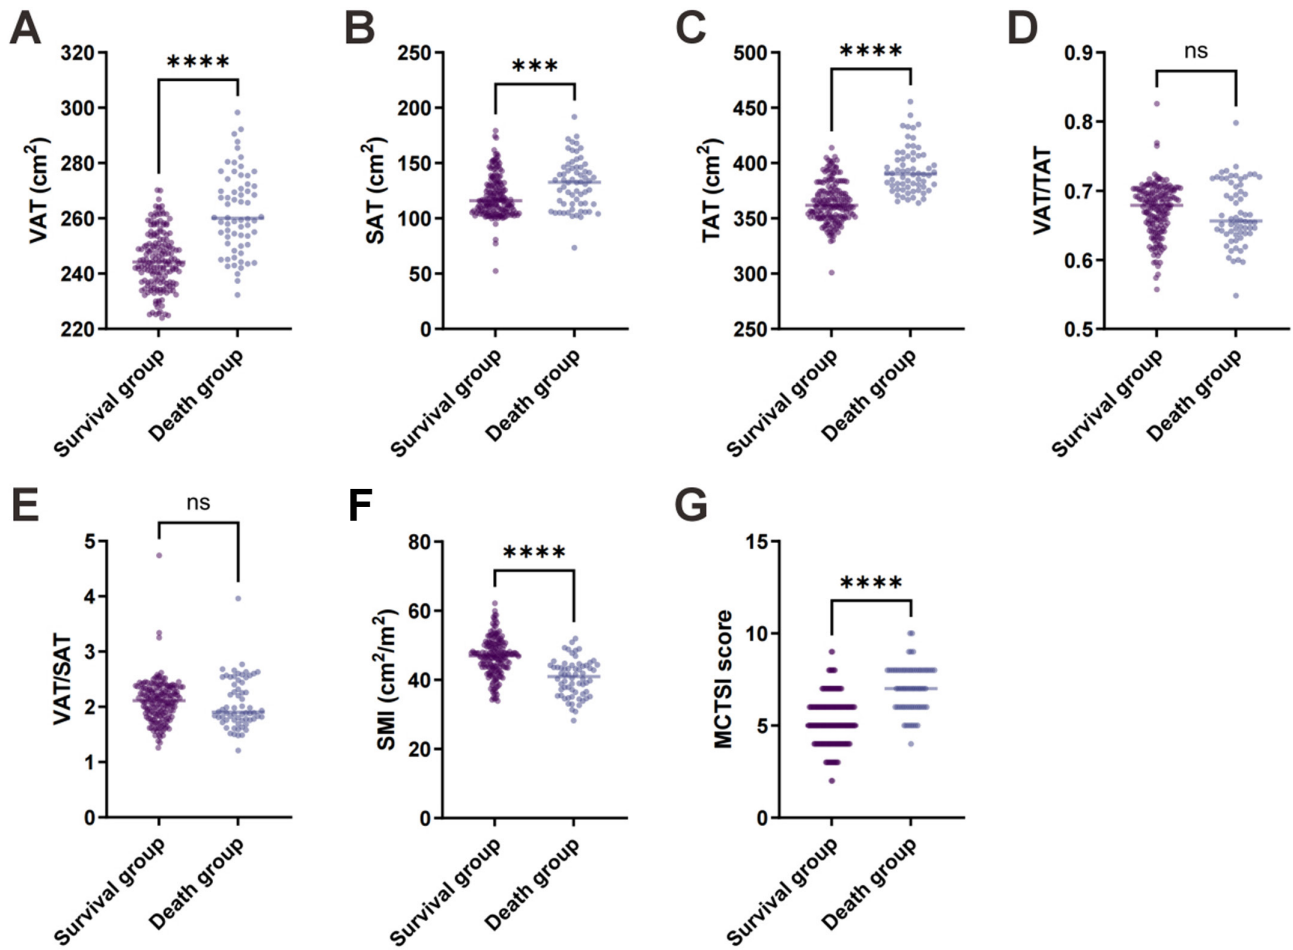 A
B
C
D
**** *** **** ns
320
300
280
260
240
220
VAT (cm²)
Survival group
Death group
250
200
150
100
50
0
SAT (cm²)
Survival group
Death group
500
450
400
350
300
250
TAT (cm²)
Survival group
Death group
0.9
0.8
0.7
0.6
0.5
VAT/TAT
Survival group
Death group
E
F
G
ns
5
4
3
2
1
0
VAT/SAT
Survival group
Death group
****
80
60
40
20
0
SMI (cm²/m²)
Survival group
Death group
****
15
10
5
0
MCTSI score
Survival group
Death group